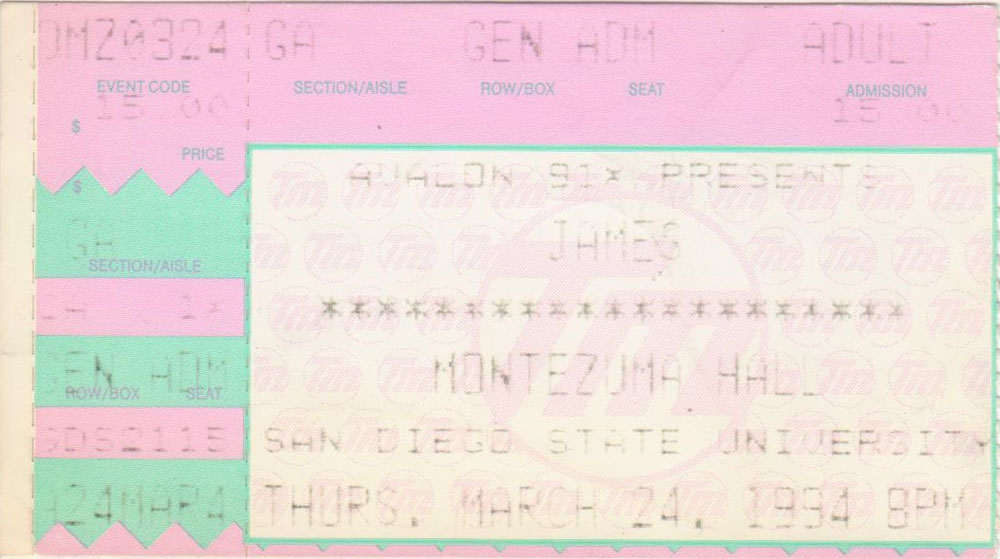 DMZ0324 GA GEN ADM ADULT
EVENT CODE SECTION/AISLE ROW/BOX SEAT ADMISSION
$ 15 00 15 00
PRICE
$
AVALON 91X PRESENTS
GA
JAMES
SECTION/AISLE
1X
*********************
GEN ADM MONTEZUMA HALL
ROW/BOX SEAT
SDS2115 SAN DIEGO STATE UNIVERSITY
24MAR4 THURS. MARCH 24, 1994 8PM